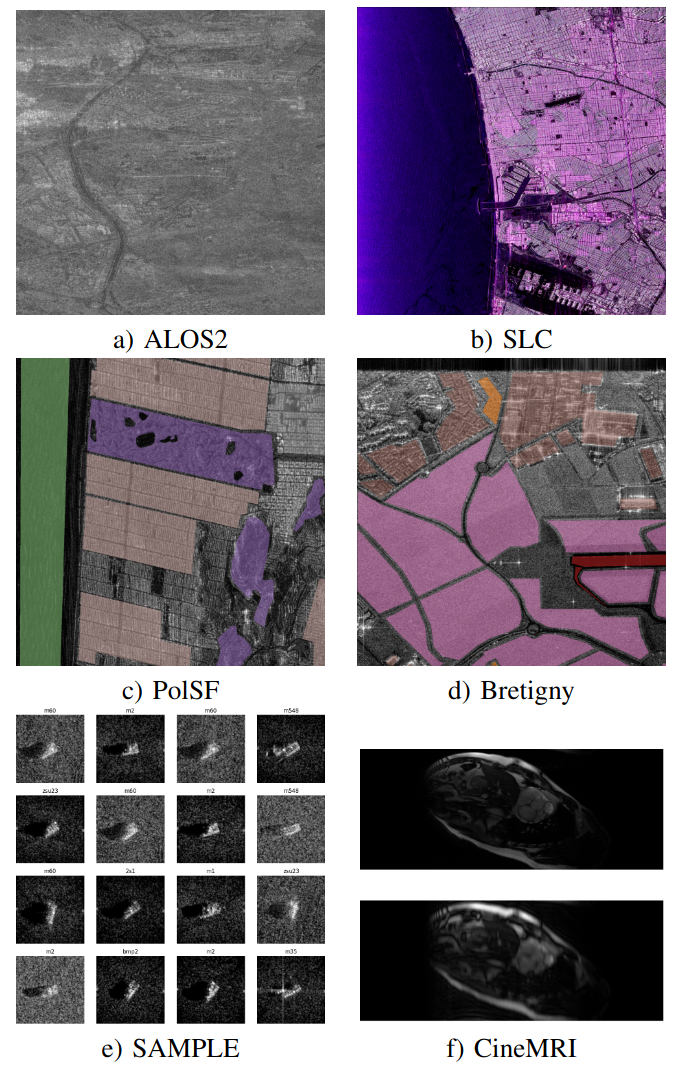 a) ALOS2
b) SLC
c) PolSF
d) Bretigny
m60 m2 m60 m548
zsu23 m60 m2 m548
m60 2s1 m1 zsu23
m2 bmp2 m2 m35
e) SAMPLE
f) CineMRI